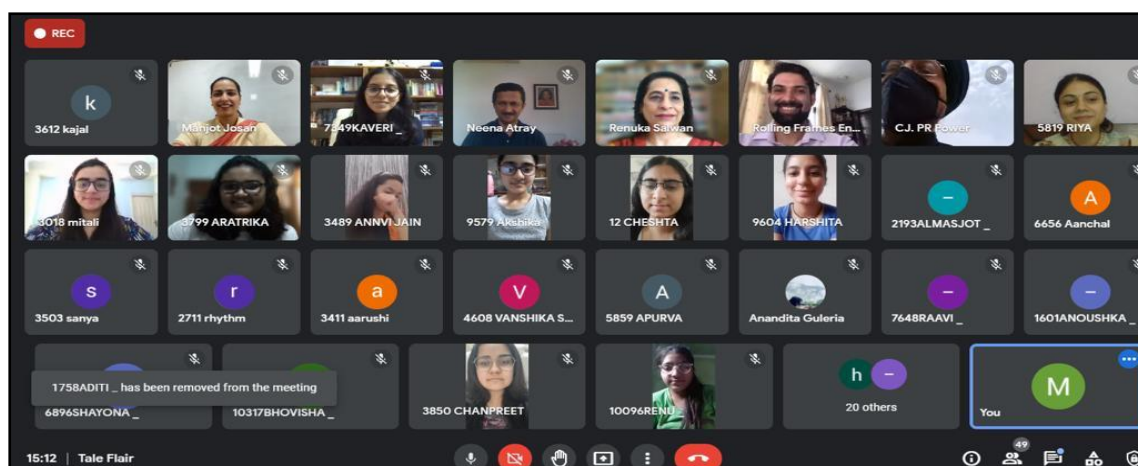 REC
k
3612 kajal
Manjot Josan
7349KAVERI _
Neena Atray
Renuka Salwan
Rolling Frames En...
CJ. PR Power
5819 RIYA
3018 mitali
3799 ARATRIKA
3489 ANNVI JAIN
9579 Akshika
12 CHESHTA
9604 HARSHITA
2193ALMASJOT _
A
6656 Aanchal
s
3503 sanya
r
2711 rhythm
a
3411 aarushi
V
4608 VANSHIKA S...
A
5859 APURVA
Anandita Guleria
7648RAAVI _
1601ANOUSHKA _
1758ADITI _ has been removed from the meeting
6896SHAYONA _
10317BHOVISHA _
3850 CHANPREET
10096RENU
h
20 others
M
You
15:12 | Tale Flair
49